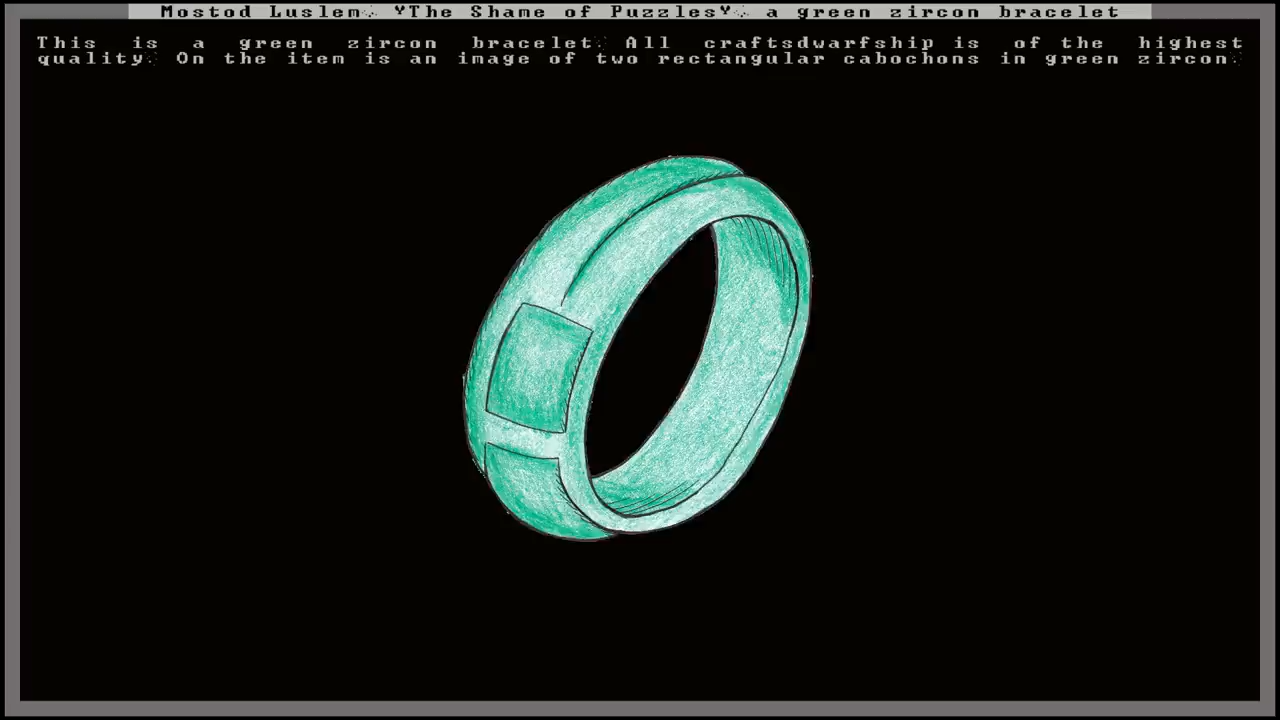 Mostod Luslem, "The Shame of Puzzles", a green zircon bracelet
This is a green zircon bracelet. All craftsdwarfship is of the highest
quality. On the item is an image of two rectangular cabochons in green zircon.